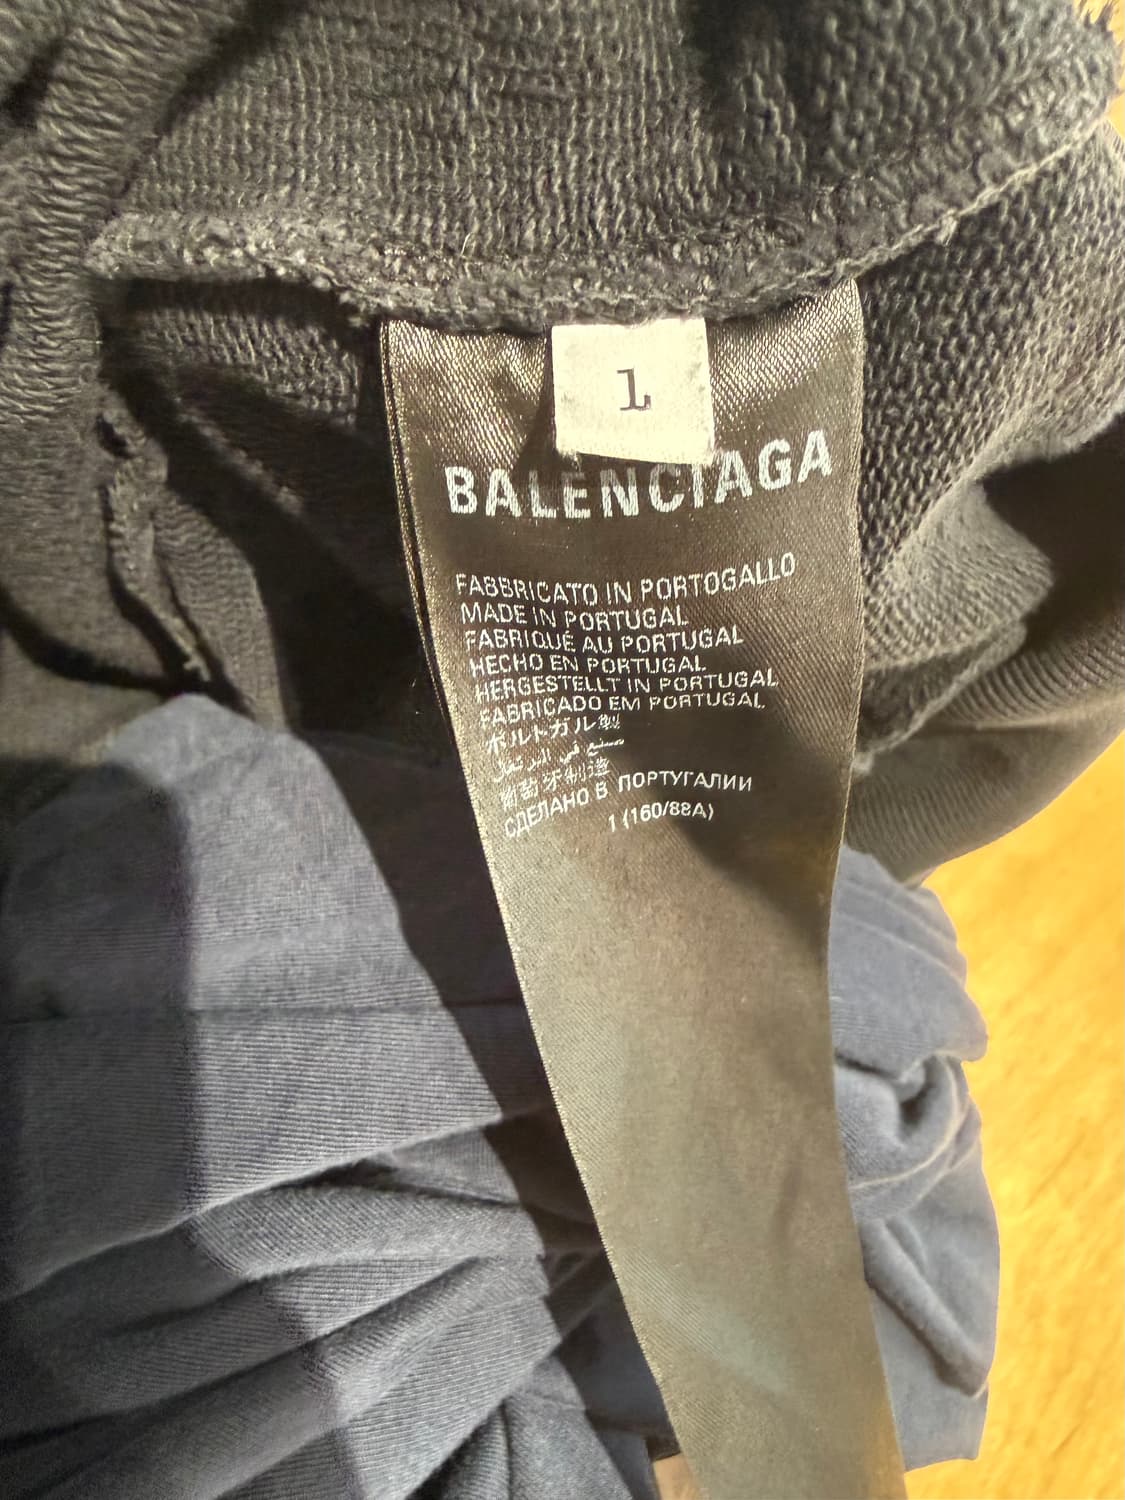 1
BALENCIAGA
FABBRICATO IN PORTOGALLO
MADE IN PORTUGAL
FABRIQUÉ AU PORTUGAL
HECHO EN PORTUGAL
HERGESTELLT IN PORTUGAL
FABRICADO EM PORTUGAL
ポルトガル製
صنع في البرتغال
葡萄牙制造
СДЕЛАНО В ПОРТУГАЛИИ
1 (160/88A)